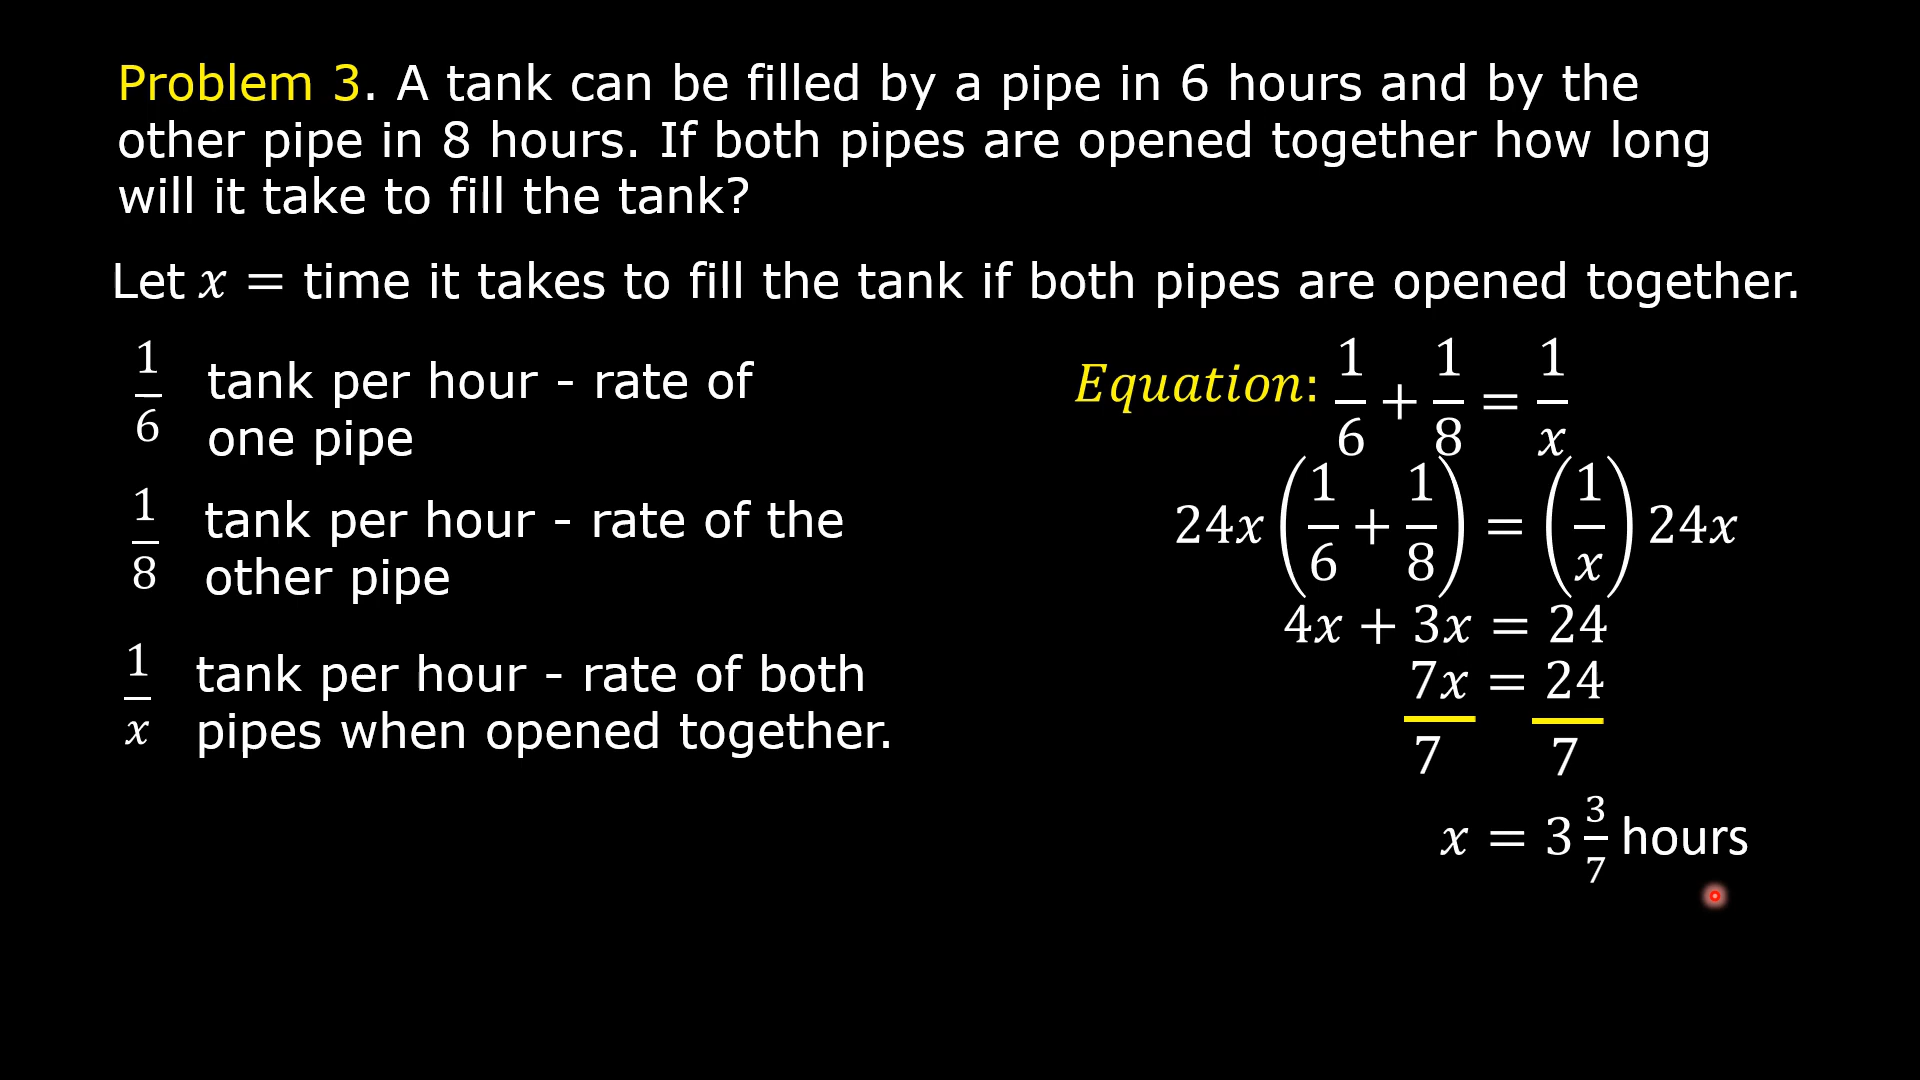 Problem 3. A tank can be filled by a pipe in 6 hours and by the
other pipe in 8 hours. If both pipes are opened together how long
will it take to fill the tank?
Let x = time it takes to fill the tank if both pipes are opened together.
1/6 tank per hour - rate of
one pipe
1/8 tank per hour - rate of the
other pipe
1/x tank per hour - rate of both
pipes when opened together.
Equation: 1/6 + 1/8 = 1/x
24x (1/6 + 1/8) = (1/x) 24x
4x + 3x = 24
7x = 24
7 7
x = 3 3/7 hours